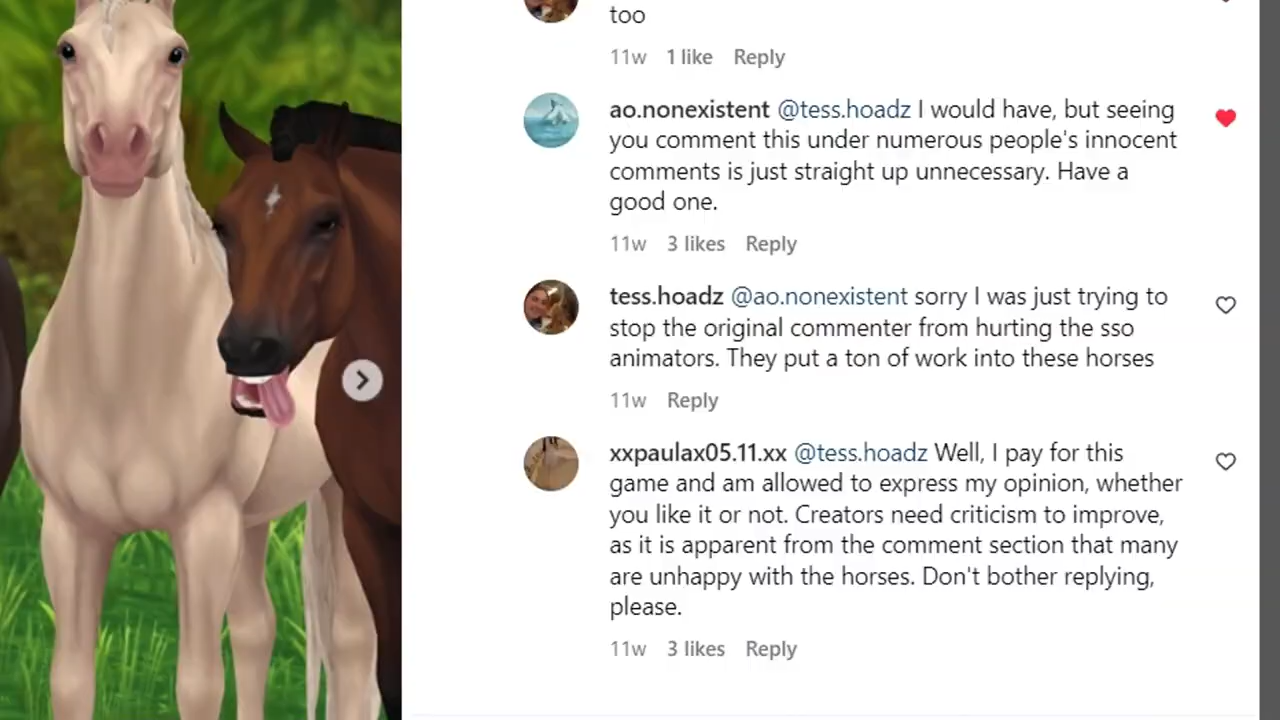 too
11w 1 like Reply
ao.nonexistent @tess.hoadz I would have, but seeing
you comment this under numerous people's innocent
comments is just straight up unnecessary. Have a
good one.
11w 3 likes Reply
tess.hoadz @ao.nonexistent sorry I was just trying to
stop the original commenter from hurting the sso
animators. They put a ton of work into these horses
11w Reply
xxpaulax05.11.xx @tess.hoadz Well, I pay for this
game and am allowed to express my opinion, whether
you like it or not. Creators need criticism to improve,
as it is apparent from the comment section that many
are unhappy with the horses. Don't bother replying,
please.
11w 3 likes Reply